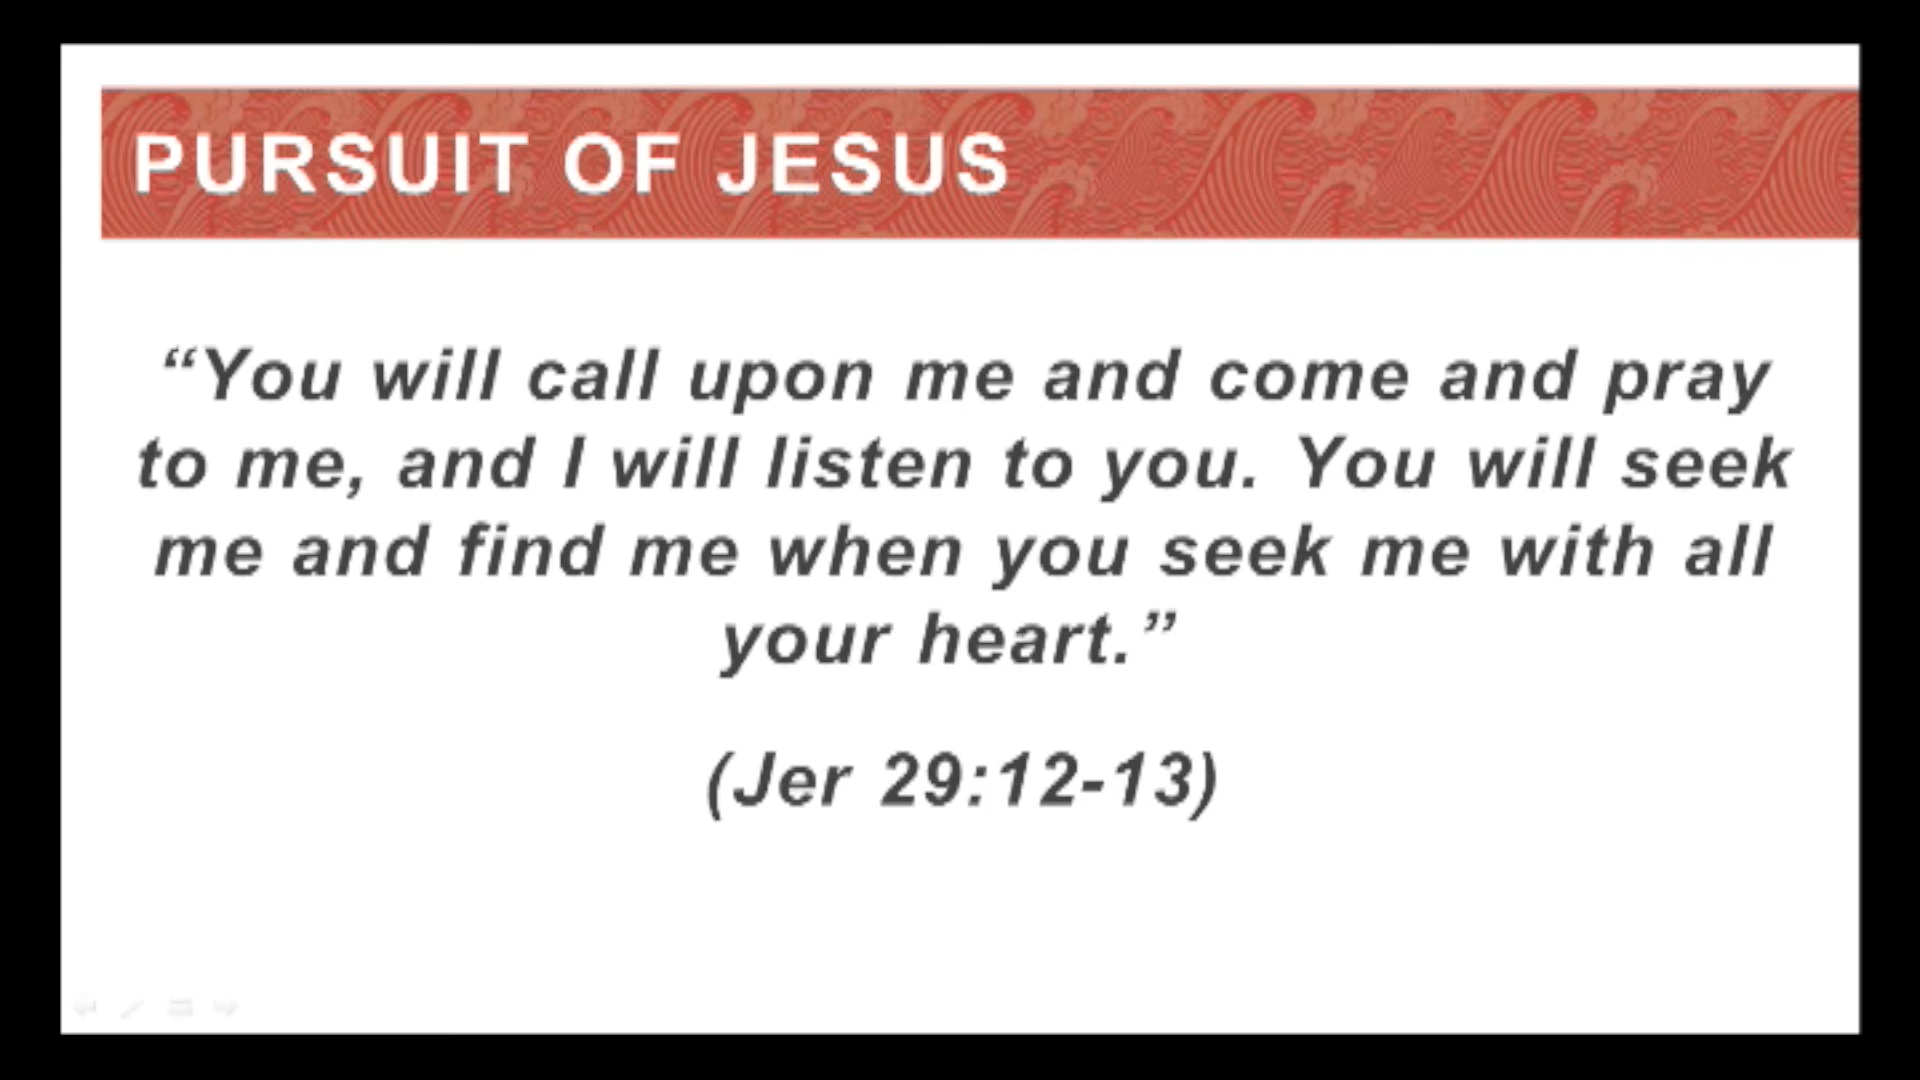 PURSUIT OF JESUS
“You will call upon me and come and pray
to me, and I will listen to you. You will seek
me and find me when you seek me with all
your heart.”
(Jer 29:12-13)